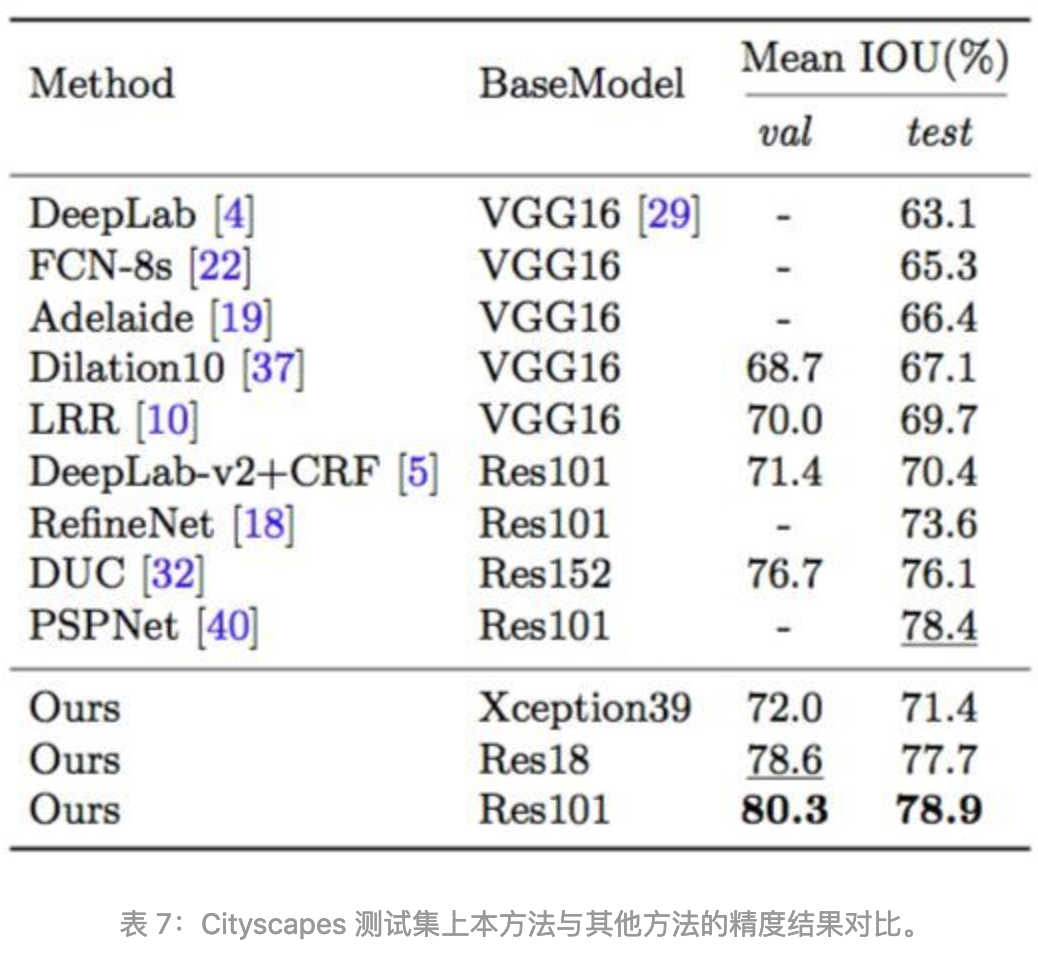 Method BaseModel Mean IOU(%)
val test
DeepLab [4] VGG16 [29] - 63.1
FCN-8s [22] VGG16 - 65.3
Adelaide [19] VGG16 - 66.4
Dilation10 [37] VGG16 68.7 67.1
LRR [10] VGG16 70.0 69.7
DeepLab-v2+CRF [5] Res101 71.4 70.4
RefineNet [18] Res101 - 73.6
DUC [32] Res152 76.7 76.1
PSPNet [40] Res101 - 78.4
Ours Xception39 72.0 71.4
Ours Res18 78.6 77.7
Ours Res101 80.3 78.9
表 7：Cityscapes 测试集上本方法与其他方法的精度结果对比。